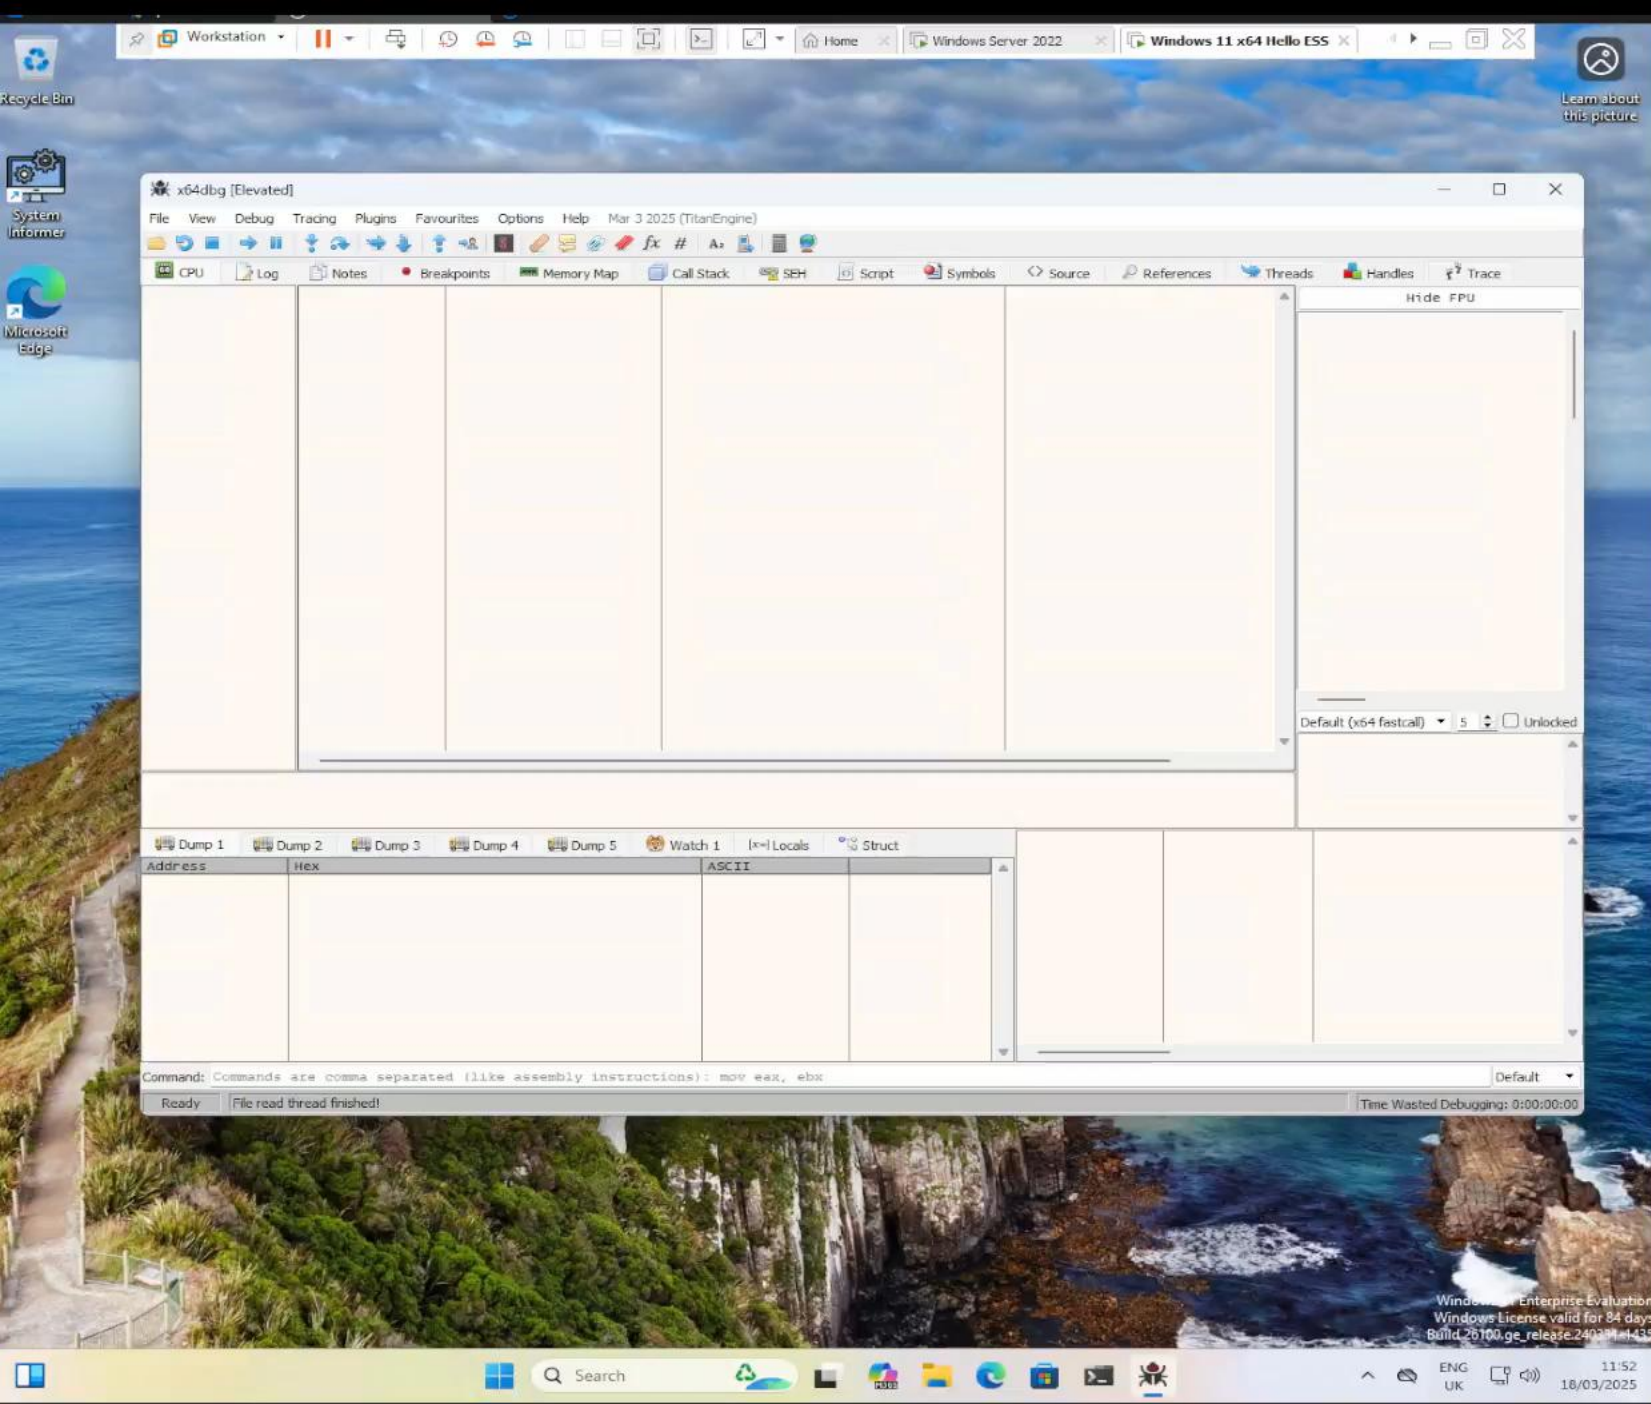 Workstation
Home
Windows Server 2022
Windows 11 x64 Hello ESS
Recycle Bin
Learn about
this picture
System
Informer
Microsoft
Edge
x64dbg [Elevated]
File View Debug Tracing Plugins Favourites Options Help Mar 3 2025 (TitanEngine)
CPU Log Notes Breakpoints Memory Map Call Stack SEH Script Symbols Source References Threads Handles Trace
Hide FPU
Default (x64 fastcall) 5 Unlocked
Dump 1 Dump 2 Dump 3 Dump 4 Dump 5 Watch 1 Locals Struct
Address Hex ASCII
Command: Commands are comma separated (like assembly instructions): mov eax, ebx Default
Ready File read thread finished! Time Wasted Debugging: 0:00:00:00
Enterprise Evaluation
Windows License valid for 84 days
Build 26100.ge_release.
Search
ENG
UK
11:52
18/03/2025